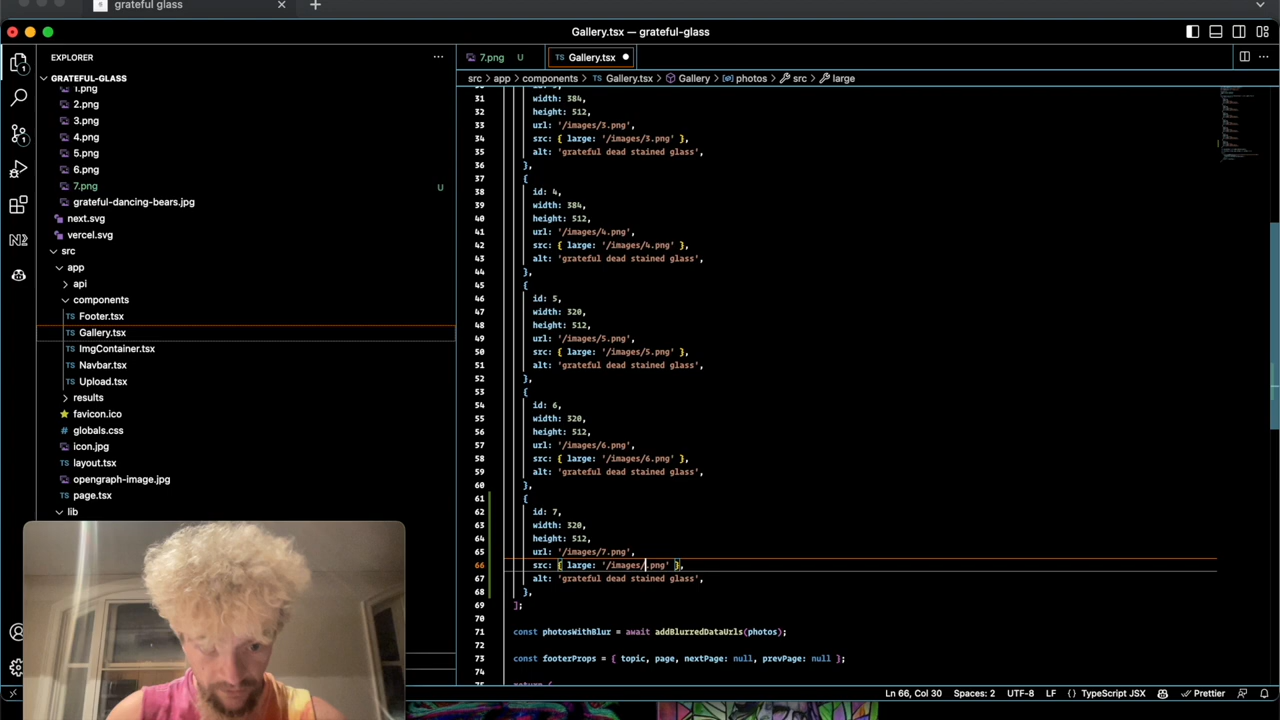 grateful glass
Gallery.tsx — grateful-glass
EXPLORER
GRATEFUL-GLASS
1.png
2.png
3.png
4.png
5.png
6.png
7.png U
grateful-dancing-bears.jpg
next.svg
vercel.svg
src
app
api
components
TS Footer.tsx
TS Gallery.tsx
TS ImgContainer.tsx
TS Navbar.tsx
TS Upload.tsx
results
favicon.ico
globals.css
icon.jpg
TS layout.tsx
opengraph-image.jpg
TS page.tsx
lib
7.png U
TS Gallery.tsx
src > app > components > TS Gallery.tsx > Gallery > photos > src > large
31 width: 384,
32 height: 512,
33 url: '/images/3.png',
34 src: { large: '/images/3.png' },
35 alt: 'grateful dead stained glass',
36 },
37 {
38 id: 4,
39 width: 384,
40 height: 512,
41 url: '/images/4.png',
42 src: { large: '/images/4.png' },
43 alt: 'grateful dead stained glass',
44 },
45 {
46 id: 5,
47 width: 320,
48 height: 512,
49 url: '/images/5.png',
50 src: { large: '/images/5.png' },
51 alt: 'grateful dead stained glass',
52 },
53 {
54 id: 6,
55 width: 320,
56 height: 512,
57 url: '/images/6.png',
58 src: { large: '/images/6.png' },
59 alt: 'grateful dead stained glass',
60 },
61 {
62 id: 7,
63 width: 320,
64 height: 512,
65 url: '/images/7.png',
66 src: { large: '/images/.png' },
67 alt: 'grateful dead stained glass',
68 },
69 ];
70
71 const photosWithBlur = await addBlurredDataUrls(photos);
72
73 const footerProps = { topic, page, nextPage: null, prevPage: null };
74
Ln 66, Col 30 Spaces: 2 UTF-8 LF { } TypeScript JSX Prettier